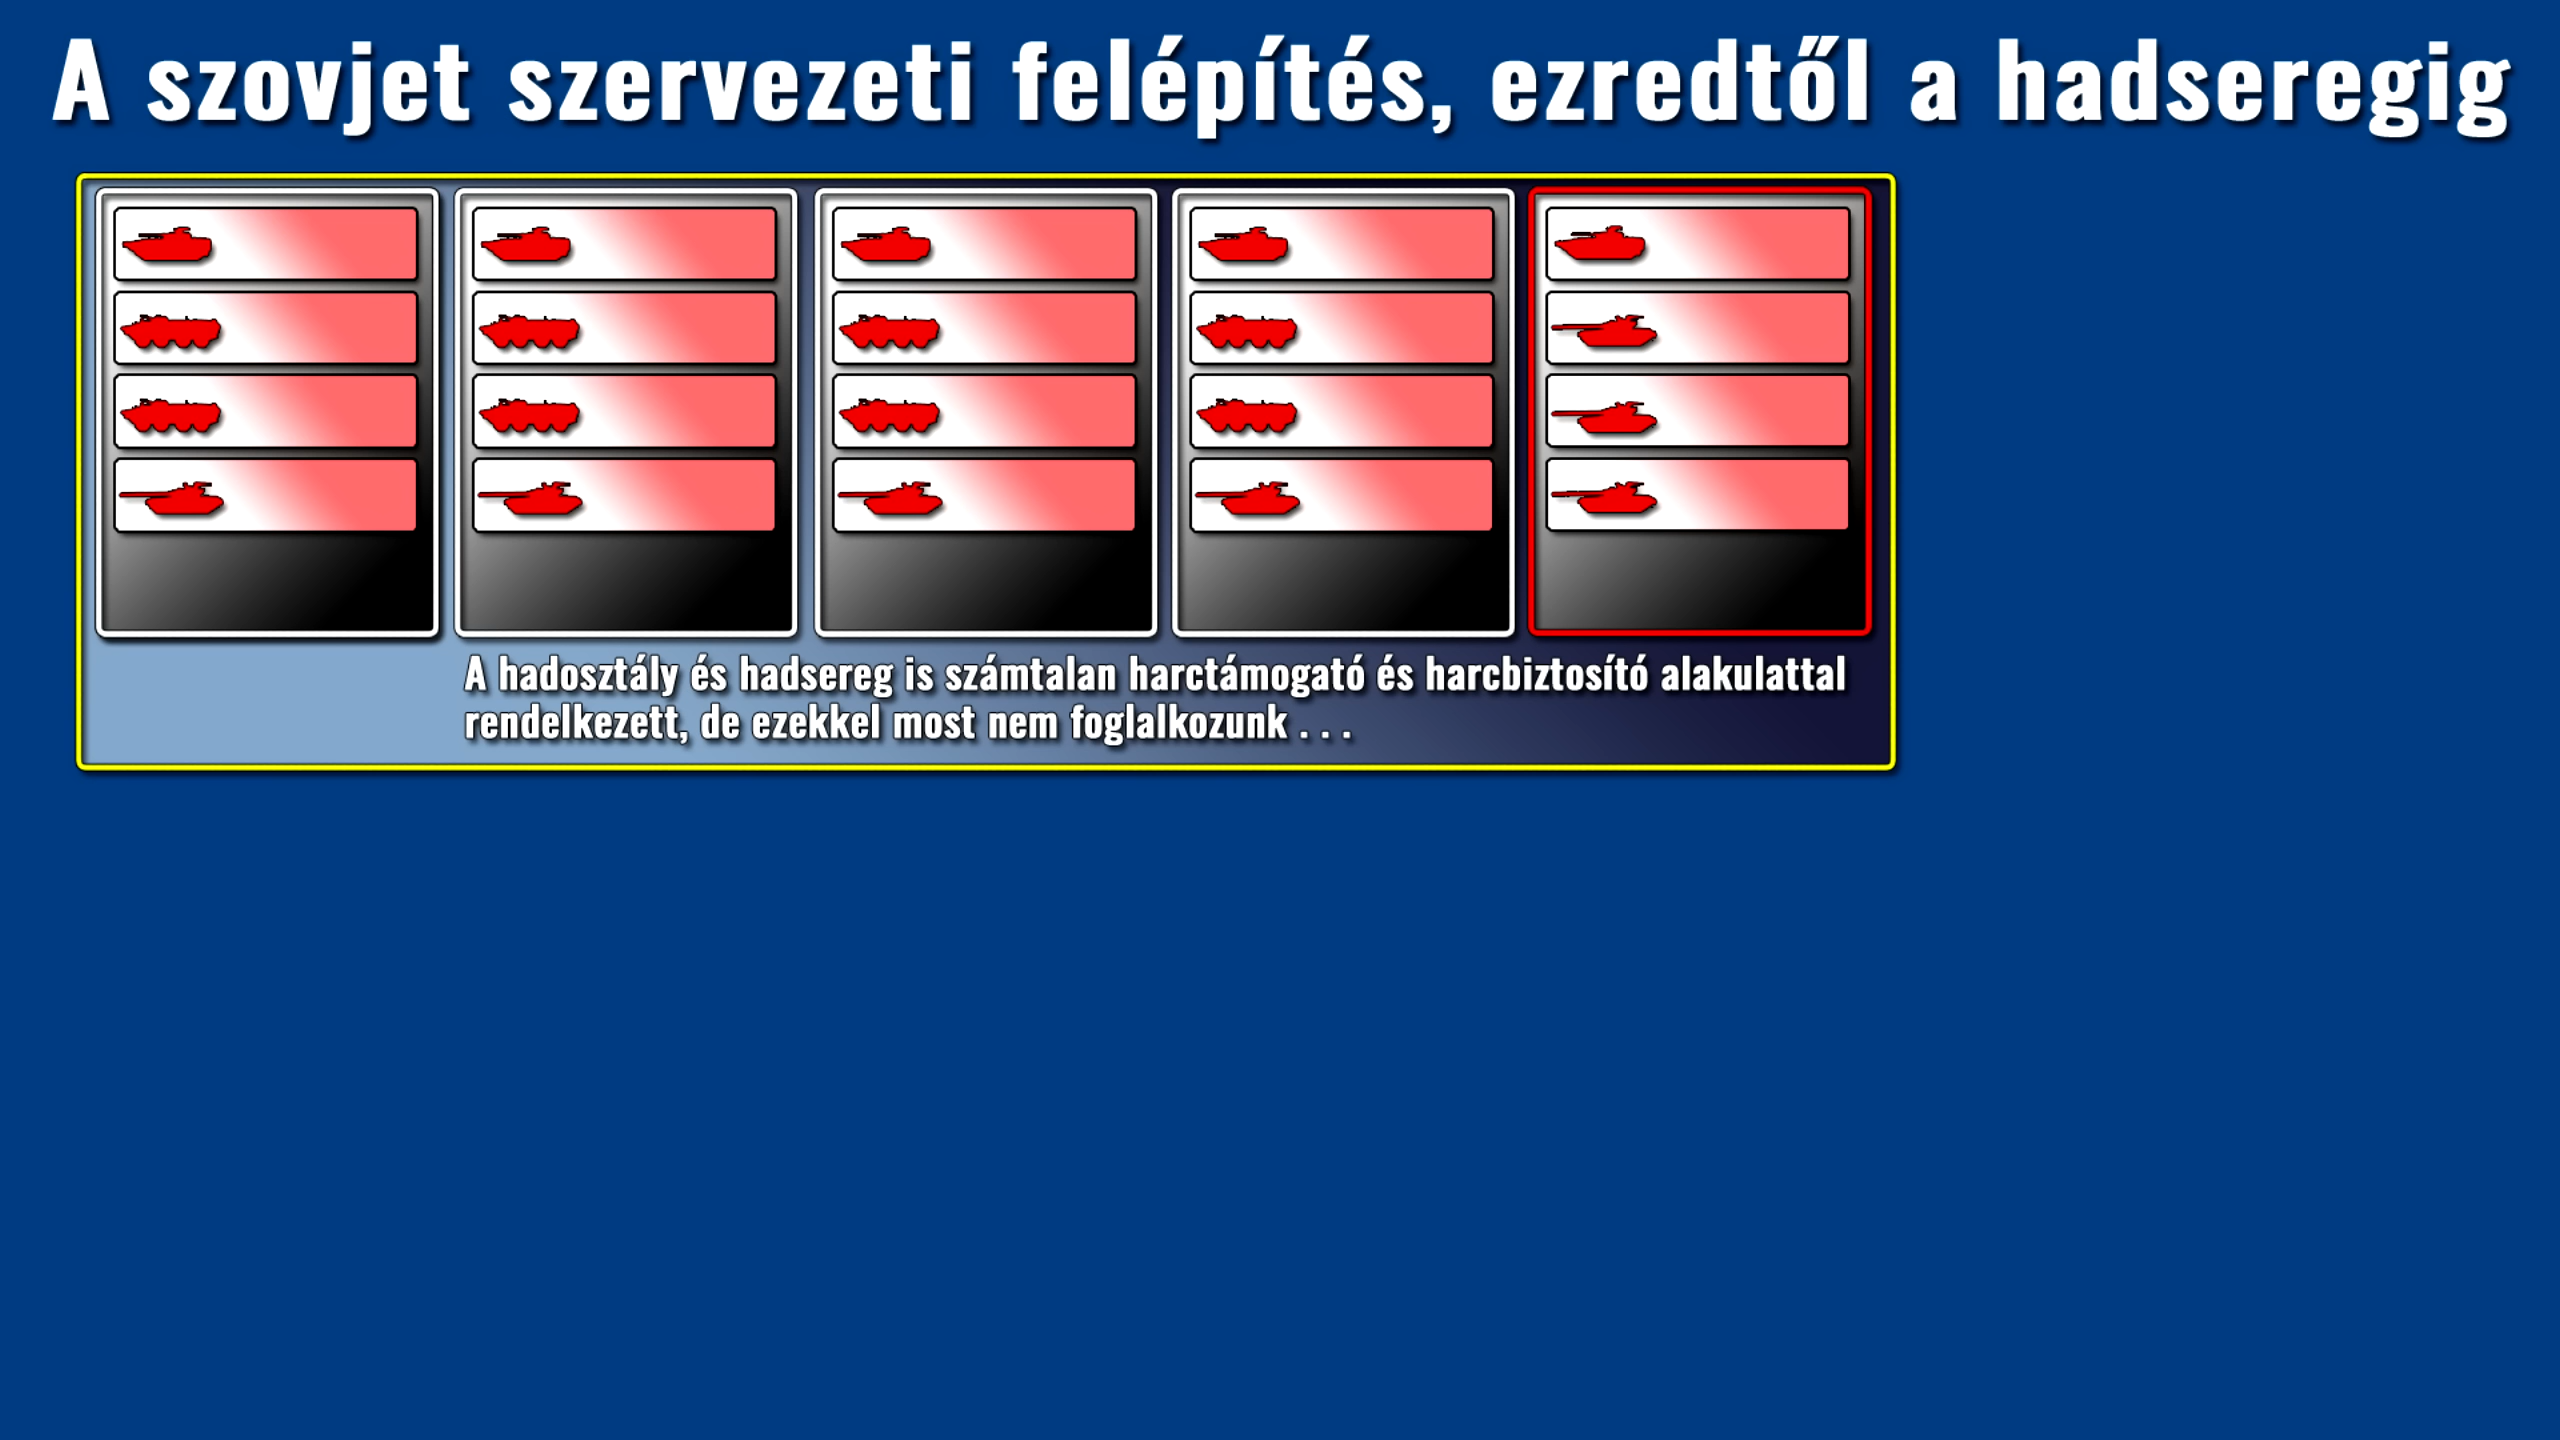 A szovjet szervezeti felépítés, ezredtől a hadseregig
A hadosztály és hadsereg is számtalan harctámogató és harcbiztosító alakulattal
rendelkezett, de ezekkel most nem foglalkozunk . . .